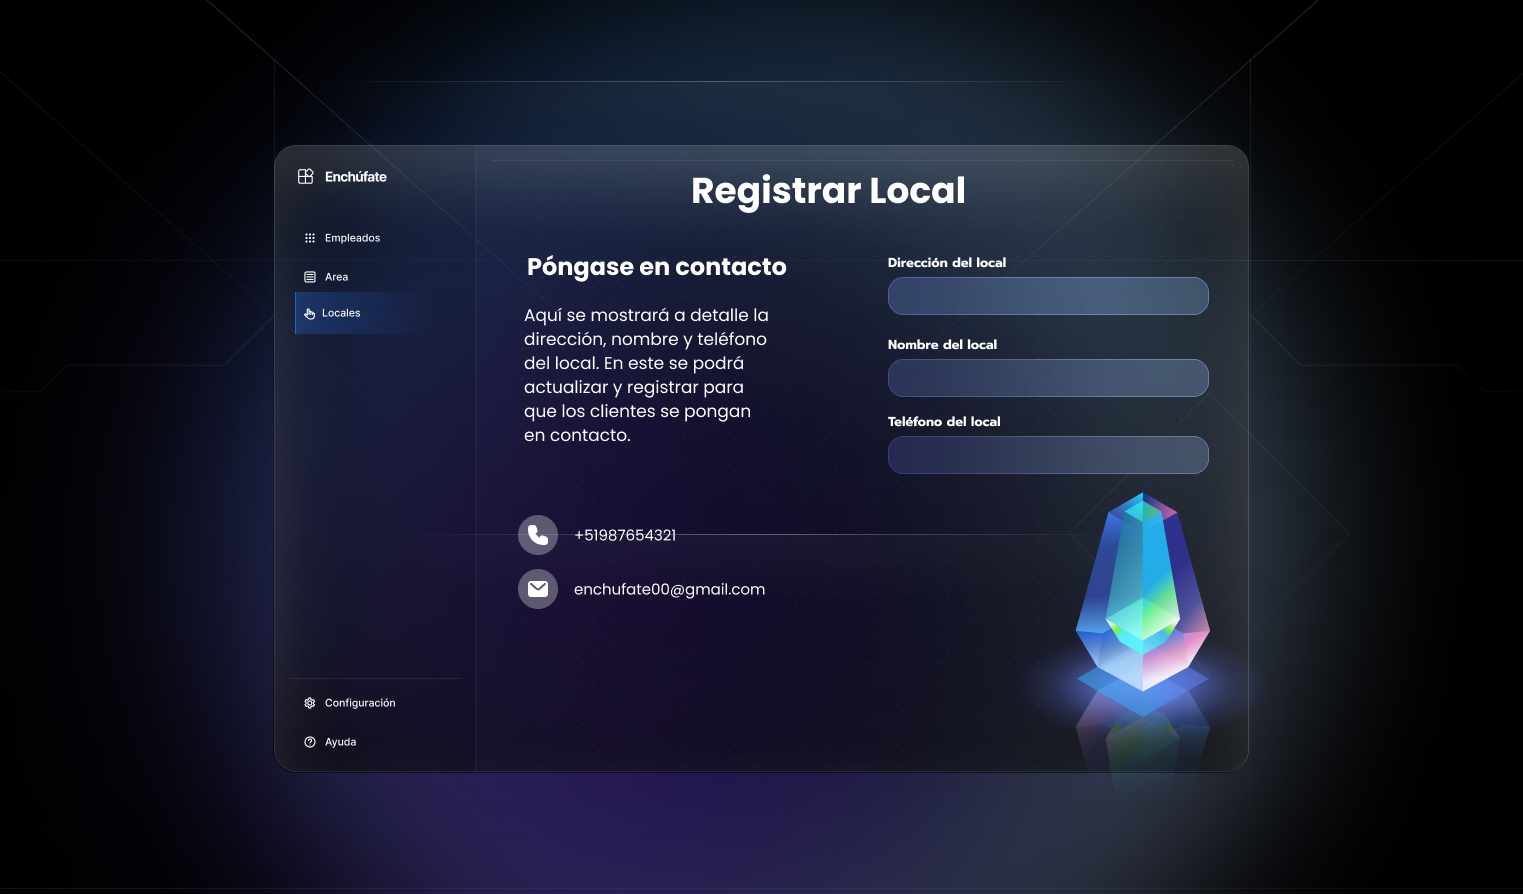 Enchúfate
Empleados
Area
Locales
Configuración
Ayuda
Registrar Local
Póngase en contacto
Aquí se mostrará a detalle la
dirección, nombre y teléfono
del local. En este se podrá
actualizar y registrar para
que los clientes se pongan
en contacto.
+51987654321
enchufate00@gmail.com
Dirección del local
Nombre del local
Teléfono del local